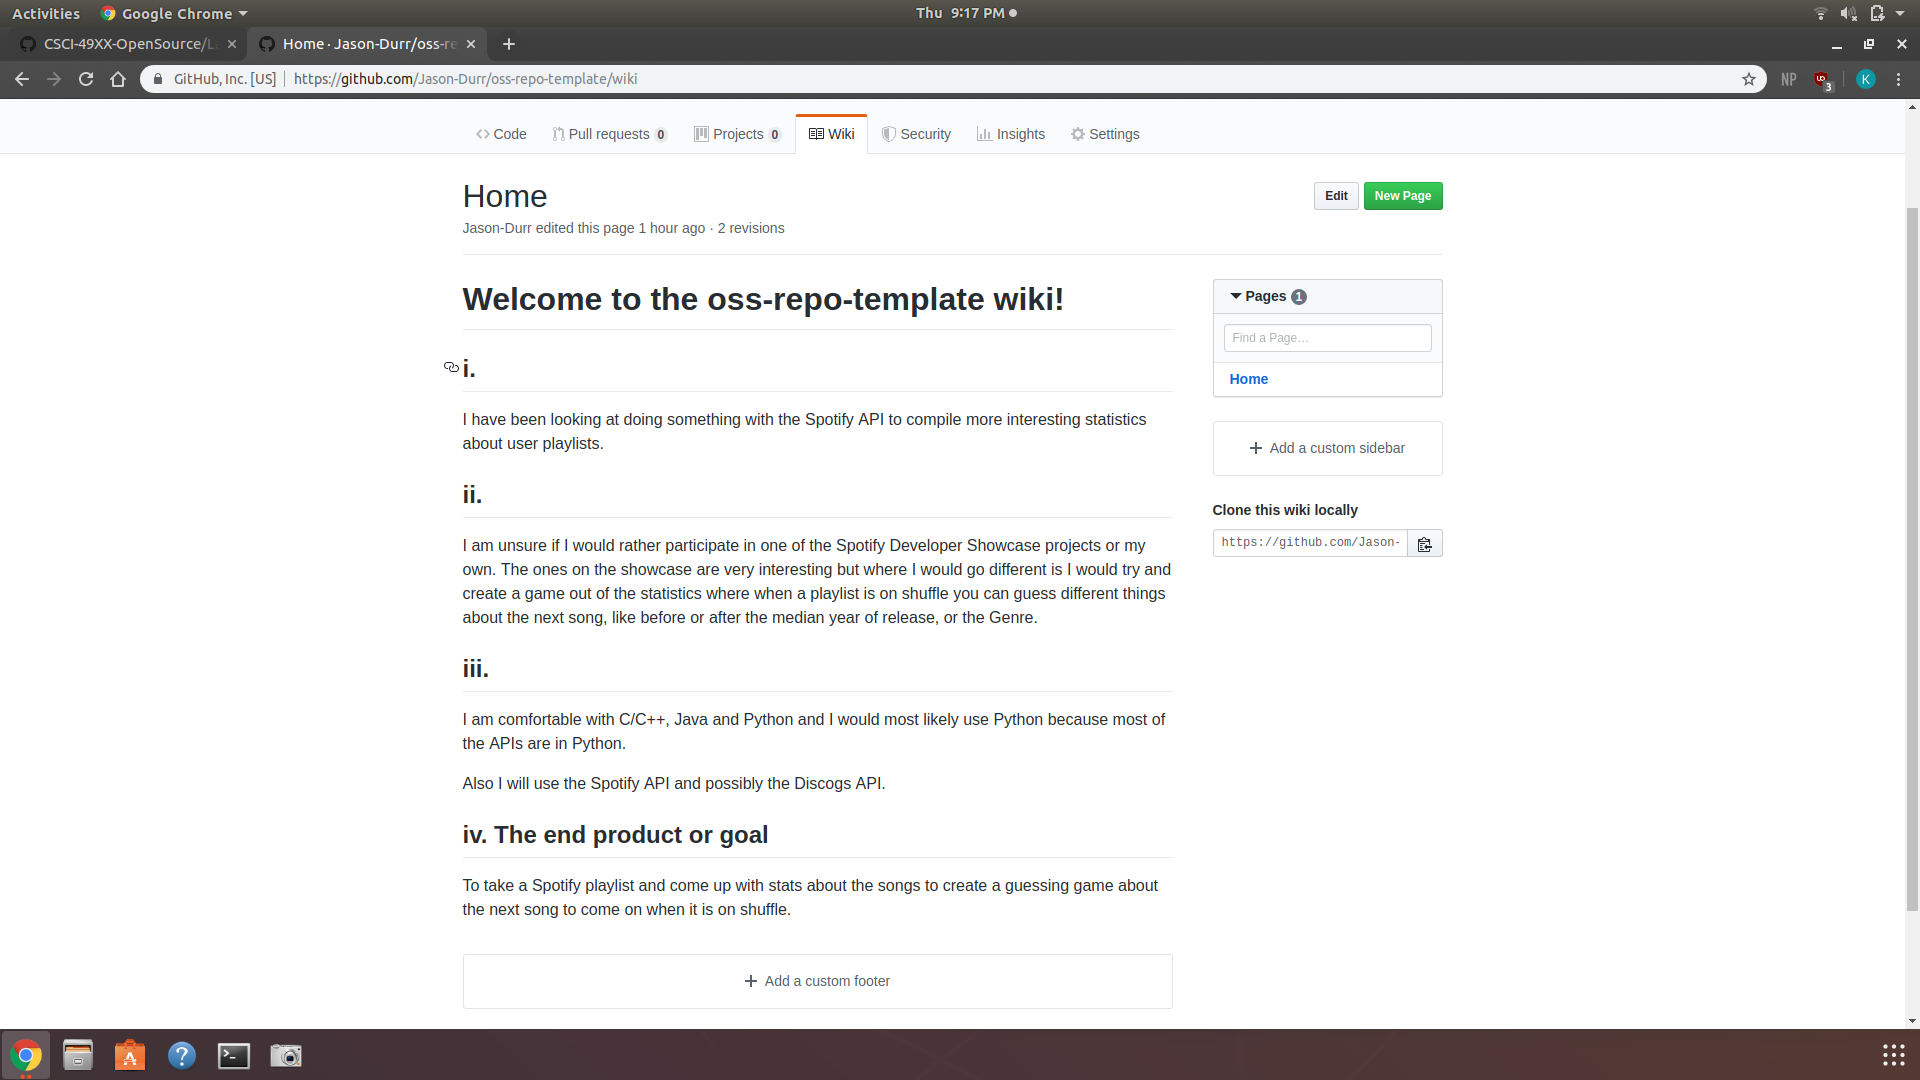 Activities Google Chrome Thu 9:17 PM
CSCI-49XX-OpenSource/ Home · Jason-Durr/oss-re
GitHub, Inc. [US] https://github.com/Jason-Durr/oss-repo-template/wiki NP 3 K
Code Pull requests 0 Projects 0 Wiki Security Insights Settings
Home
Edit New Page
Jason-Durr edited this page 1 hour ago · 2 revisions
Welcome to the oss-repo-template wiki!
i.
I have been looking at doing something with the Spotify API to compile more interesting statistics
about user playlists.
ii.
I am unsure if I would rather participate in one of the Spotify Developer Showcase projects or my
own. The ones on the showcase are very interesting but where I would go different is I would try and
create a game out of the statistics where when a playlist is on shuffle you can guess different things
about the next song, like before or after the median year of release, or the Genre.
iii.
I am comfortable with C/C++, Java and Python and I would most likely use Python because most of
the APIs are in Python.
Also I will use the Spotify API and possibly the Discogs API.
iv. The end product or goal
To take a Spotify playlist and come up with stats about the songs to create a guessing game about
the next song to come on when it is on shuffle.
Add a custom footer
Pages 1
Find a Page…
Home
Add a custom sidebar
Clone this wiki locally
https://github.com/Jason-